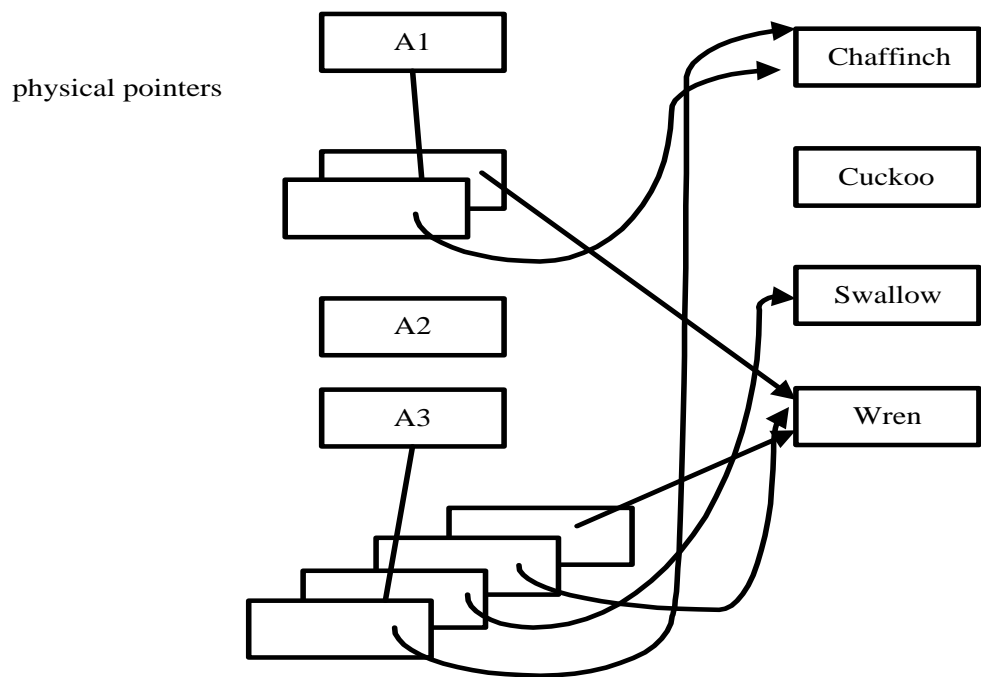 A1
Chaffinch
physical pointers
Cuckoo
Swallow
A2
A3
Wren